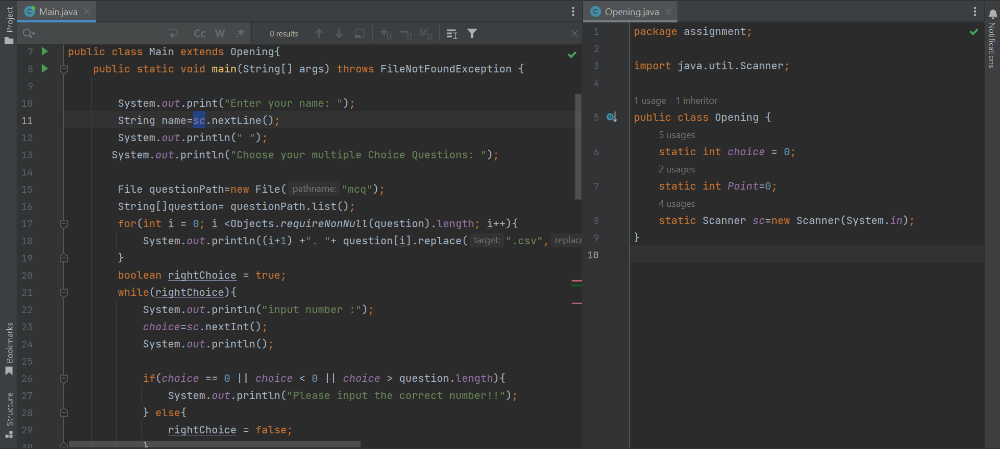 Project
Main.java
Cc W .* 0 results
7 public class Main extends Opening{
8 public static void main(String[] args) throws FileNotFoundException {
9
10 System.out.print("Enter your name: ");
11 String name=sc.nextLine();
12 System.out.println(" ");
13 System.out.println("Choose your multiple Choice Questions: ");
14
15 File questionPath=new File( pathname: "mcq");
16 String[]question= questionPath.list();
17 for(int i = 0; i <Objects.requireNonNull(question).length; i++){
18 System.out.println((i+1) +". "+ question[i].replace( target: ".csv", replace
19 }
20 boolean rightChoice = true;
21 while(rightChoice){
22 System.out.println("input number :");
23 choice=sc.nextInt();
24 System.out.println();
25
26 if(choice == 0 || choice < 0 || choice > question.length){
27 System.out.println("Please input the correct number!!");
28 } else{
29 rightChoice = false;
30 }
Bookmarks
Structure
Opening.java
1 package assignment;
2
3 import java.util.Scanner;
4
1 usage 1 inheritor
5 public class Opening {
5 usages
6 static int choice = 0;
2 usages
7 static int Point=0;
4 usages
8 static Scanner sc=new Scanner(System.in);
9 }
10
Notifications